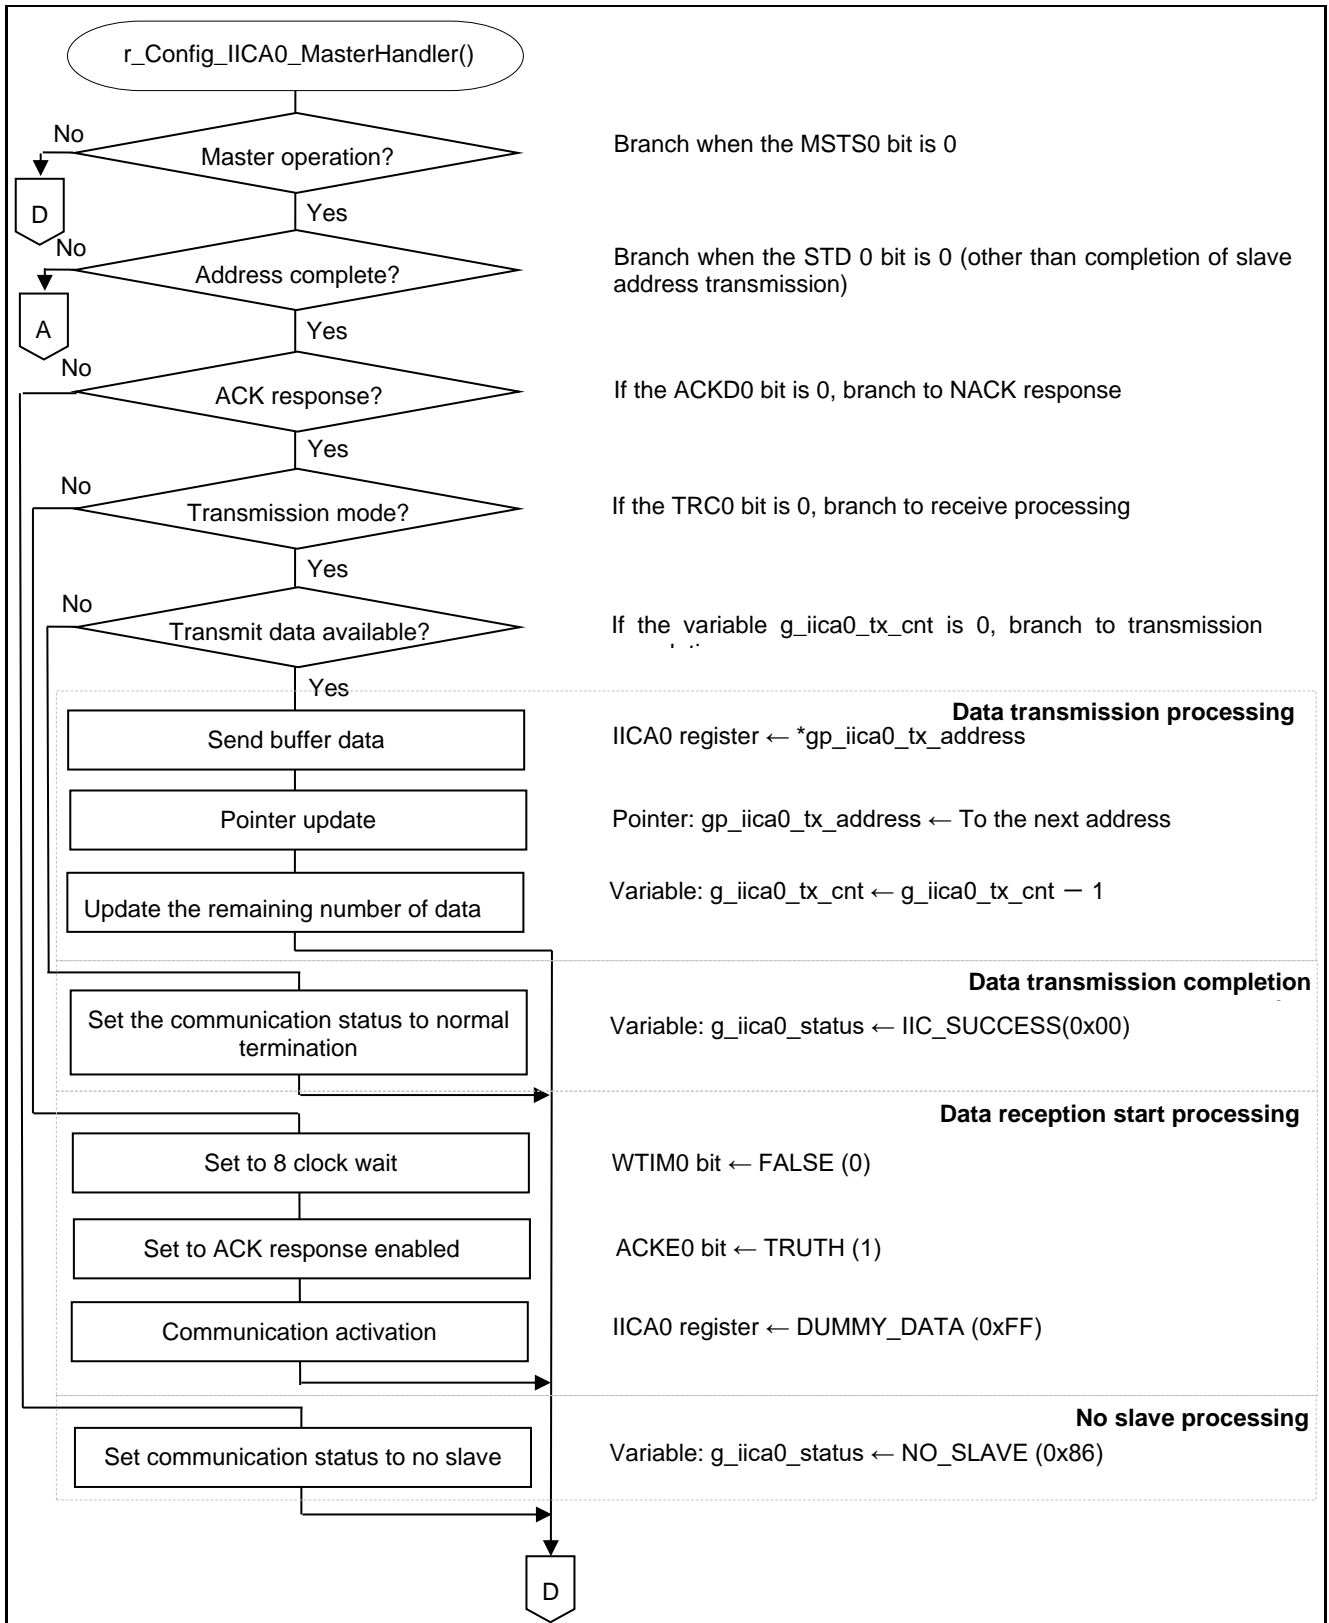 r_Config_IICA0_MasterHandler()
No
Master operation?
Branch when the MSTS0 bit is 0
D
Yes
No
Address complete?
Branch when the STD 0 bit is 0 (other than completion of slave
address transmission)
A
Yes
No
ACK response?
If the ACKD0 bit is 0, branch to NACK response
Yes
No
Transmission mode?
If the TRC0 bit is 0, branch to receive processing
Yes
No
Transmit data available?
If the variable g_iica0_tx_cnt is 0, branch to transmission
Yes
Data transmission processing
Send buffer data
IICA0 register ← *gp_iica0_tx_address
Pointer update
Pointer: gp_iica0_tx_address ← To the next address
Update the remaining number of data
Variable: g_iica0_tx_cnt ← g_iica0_tx_cnt － 1
Data transmission completion
Set the communication status to normal
termination
Variable: g_iica0_status ← IIC_SUCCESS(0x00)
Data reception start processing
Set to 8 clock wait
WTIM0 bit ← FALSE (0)
Set to ACK response enabled
ACKE0 bit ← TRUTH (1)
Communication activation
IICA0 register ← DUMMY_DATA (0xFF)
No slave processing
Set communication status to no slave
Variable: g_iica0_status ← NO_SLAVE (0x86)
D